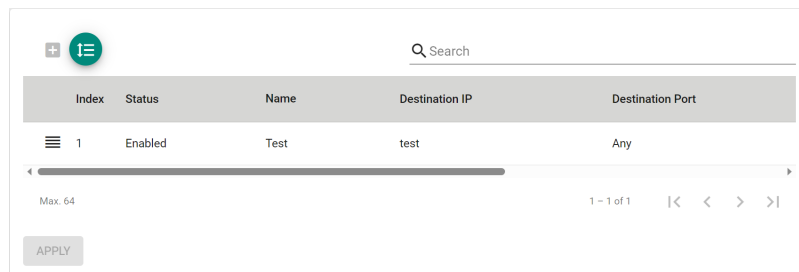 Search
Index Status Name Destination IP Destination Port
1 Enabled Test test Any
Max. 64 1 – 1 of 1
APPLY